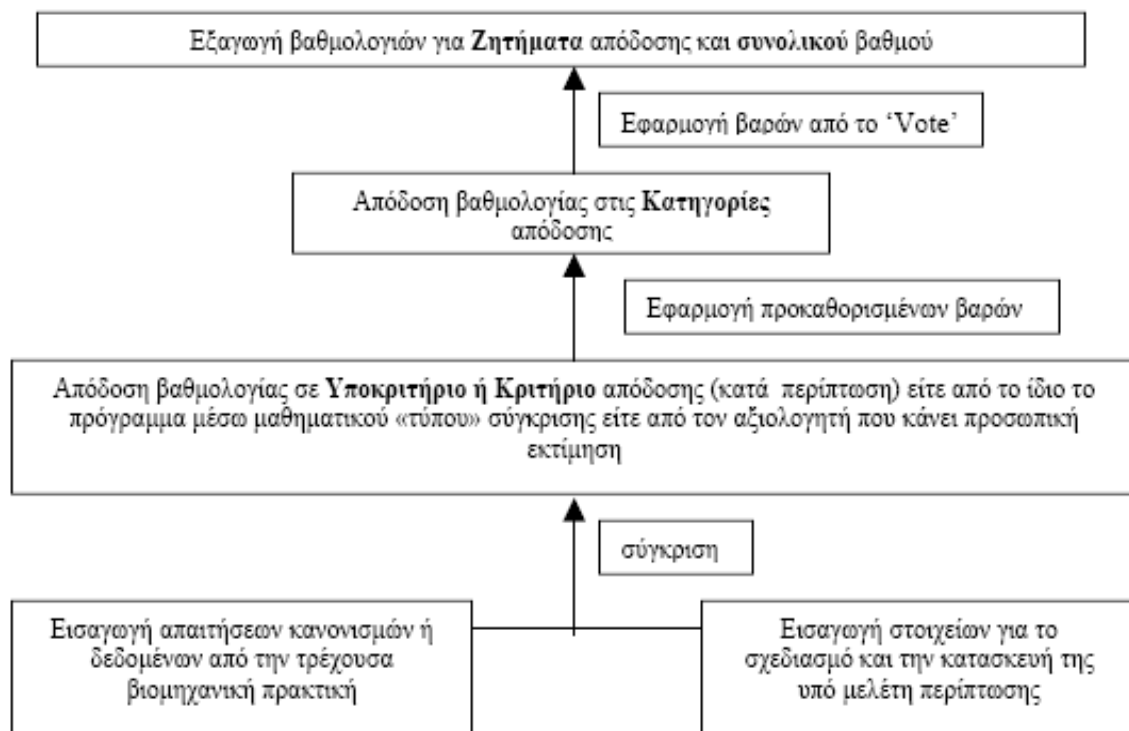 Εξαγωγή βαθμολογιών για Ζητήματα απόδοσης και συνολικού βαθμού
Εφαρμογή βαρών από το ‘Vote’
Απόδοση βαθμολογίας στις Κατηγορίες
απόδοσης
Εφαρμογή προκαθορισμένων βαρών
Απόδοση βαθμολογίας σε Υποκριτήριο ή Κριτήριο απόδοσης (κατά περίπτωση) είτε από το ίδιο το
πρόγραμμα μέσω μαθηματικού «τύπου» σύγκρισης είτε από τον αξιολογητή που κάνει προσωπική
εκτίμηση
σύγκριση
Εισαγωγή απαιτήσεων κανονισμών ή
δεδομένων από την τρέχουσα
βιομηχανική πρακτική
Εισαγωγή στοιχείων για το
σχεδιασμό και την κατασκευή της
υπό μελέτη περίπτωσης